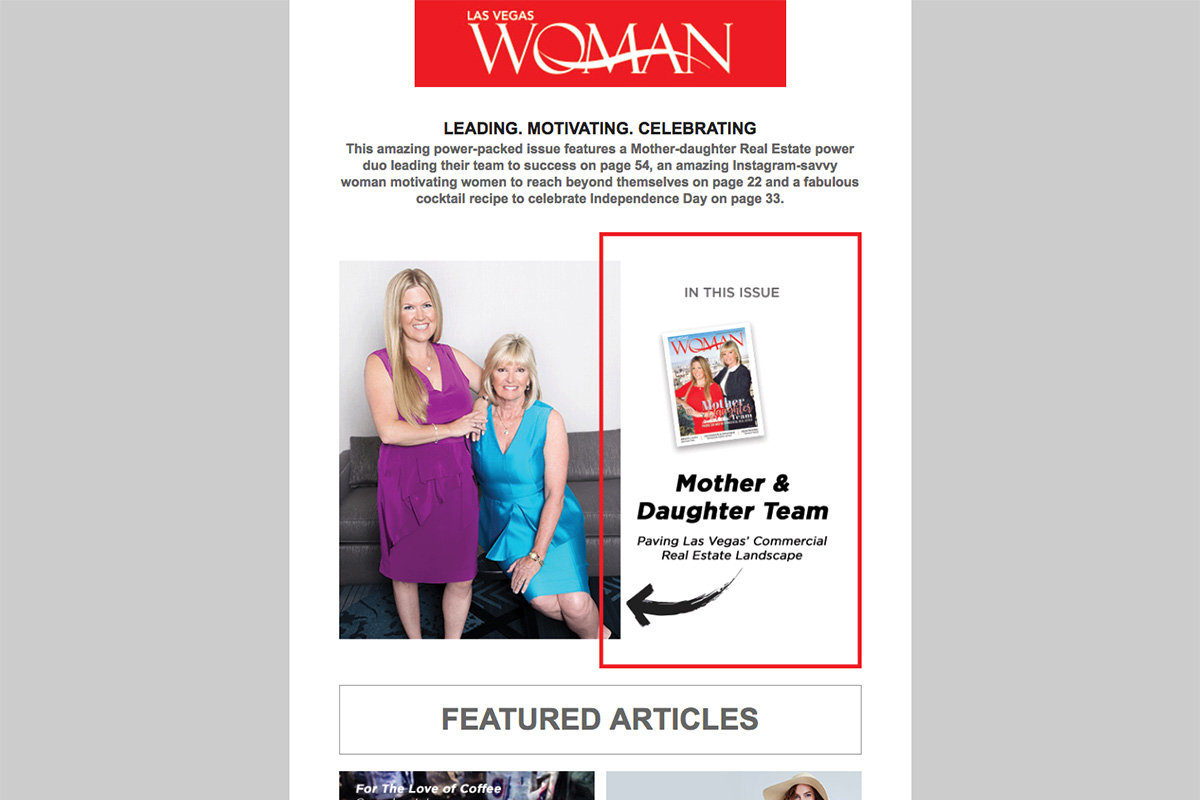 LAS VEGAS
WOMAN
LEADING. MOTIVATING. CELEBRATING
This amazing power-packed issue features a Mother-daughter Real Estate power
duo leading their team to success on page 54, an amazing Instagram-savvy
woman motivating women to reach beyond themselves on page 22 and a fabulous
cocktail recipe to celebrate Independence Day on page 33.
IN THIS ISSUE
WOMAN
Mother
daughter
Team
Mother &
Daughter Team
Paving Las Vegas' Commercial
Real Estate Landscape
FEATURED ARTICLES
For The Love of Coffee